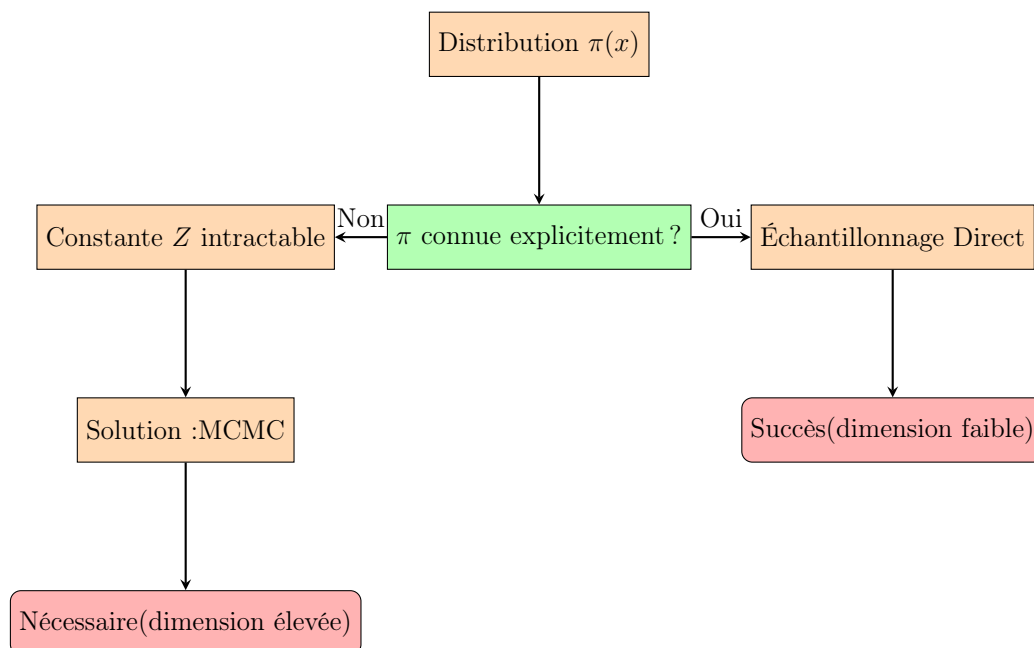 Distribution π(x)
Non
Oui
Constante Z intractable
π connue explicitement ?
Échantillonnage Direct
Solution :MCMC
Succès(dimension faible)
Nécessaire(dimension élevée)